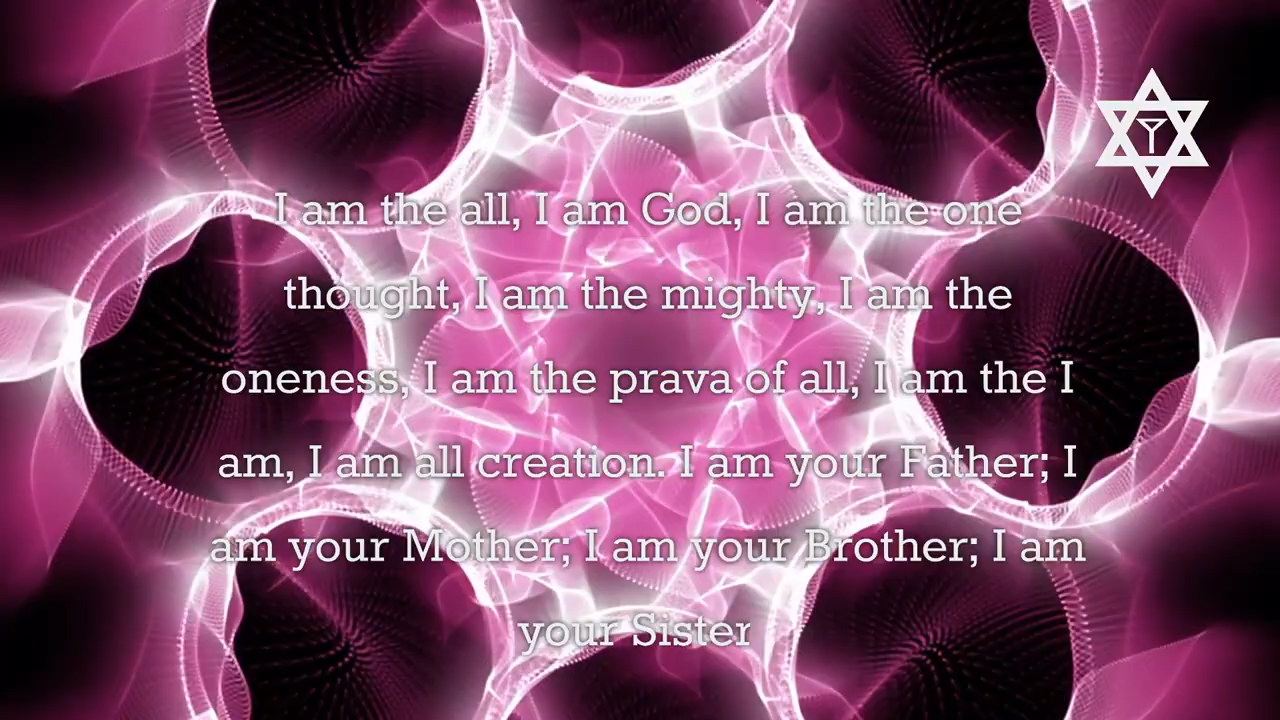 I am the all, I am God, I am the one
thought, I am the mighty, I am the
oneness, I am the prava of all, I am the I
am, I am all creation. I am your Father; I
am your Mother; I am your Brother; I am
your Sister